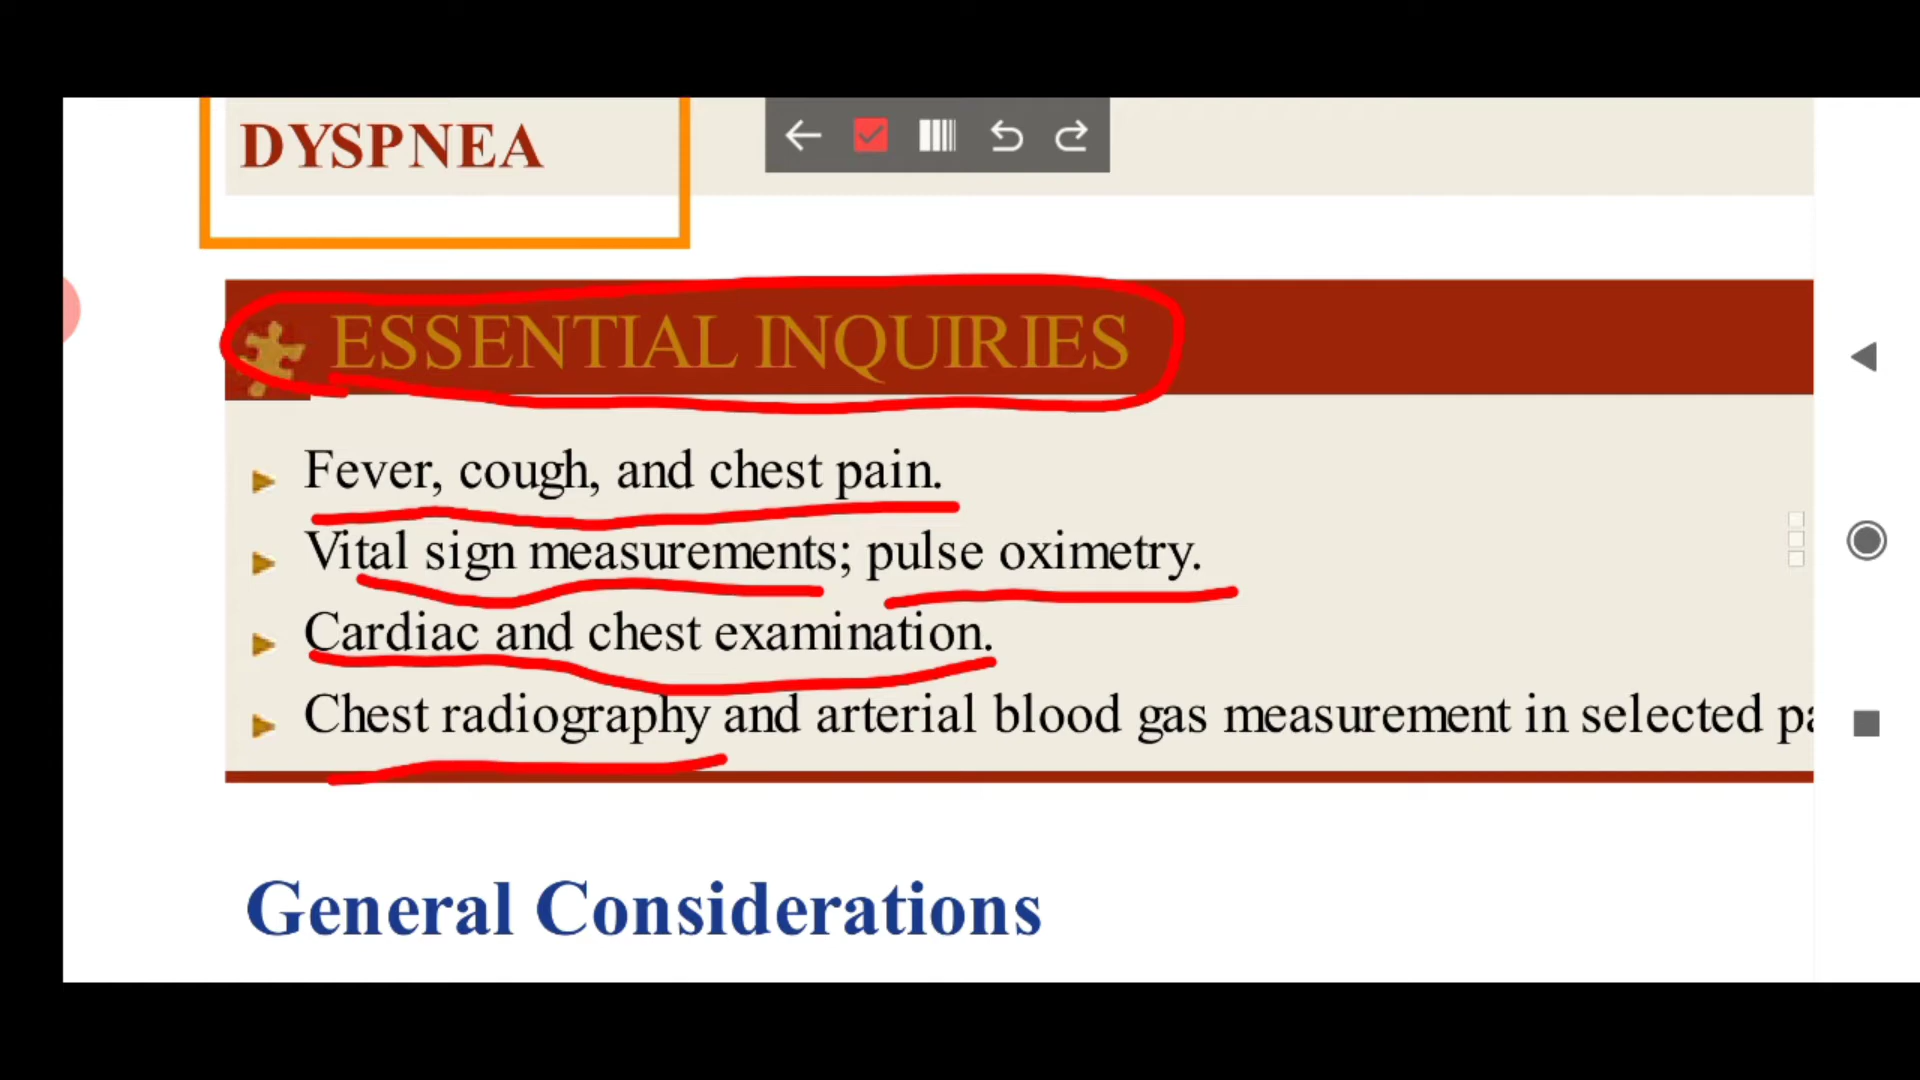 DYSPNEA
ESSENTIAL INQUIRIES
Fever, cough, and chest pain.
Vital sign measurements; pulse oximetry.
Cardiac and chest examination.
Chest radiography and arterial blood gas measurement in selected
General Considerations